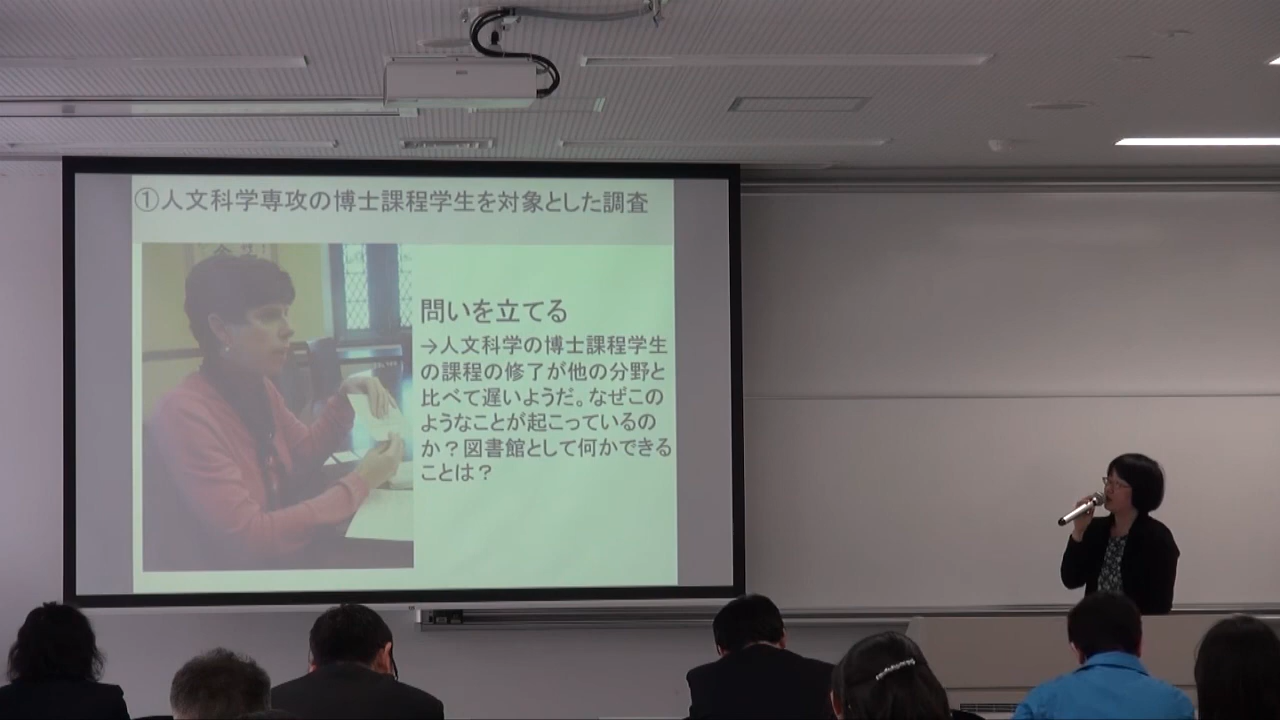 ①人文科学専攻の博士課程学生を対象とした調査
問いを立てる
→人文科学の博士課程学生
の課程の修了が他の分野と
比べて遅いようだ。なぜこの
ようなことが起こっているの
か？図書館として何かできる
ことは？